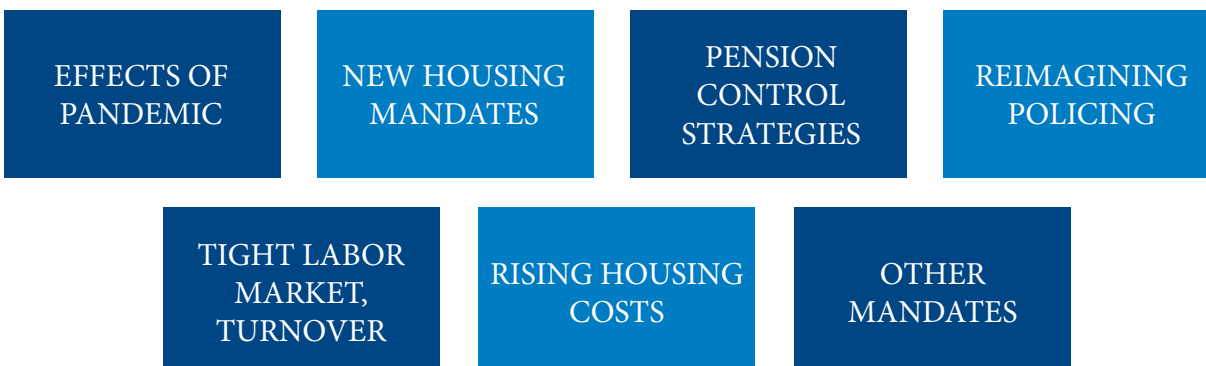 EFFECTS OF
PANDEMIC
NEW HOUSING
MANDATES
PENSION
CONTROL
STRATEGIES
REIMAGINING
POLICING
TIGHT LABOR
MARKET,
TURNOVER
RISING HOUSING
COSTS
OTHER
MANDATES